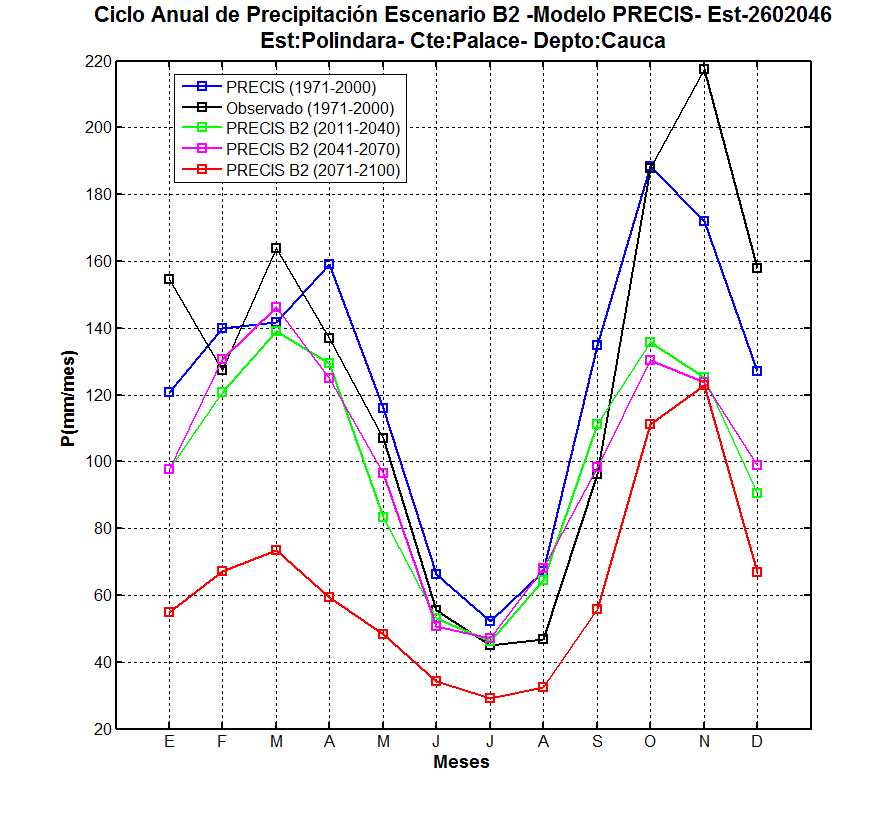 Ciclo Anual de Precipitación Escenario B2 -Modelo PRECIS- Est-2602046
Est:Polindara- Cte:Palace- Depto:Cauca
220
200
180
160
140
120
100
80
60
40
20
P(mm/mes)
PRECIS (1971-2000)
Observado (1971-2000)
PRECIS B2 (2011-2040)
PRECIS B2 (2041-2070)
PRECIS B2 (2071-2100)
E F M A M J J A S O N D
Meses